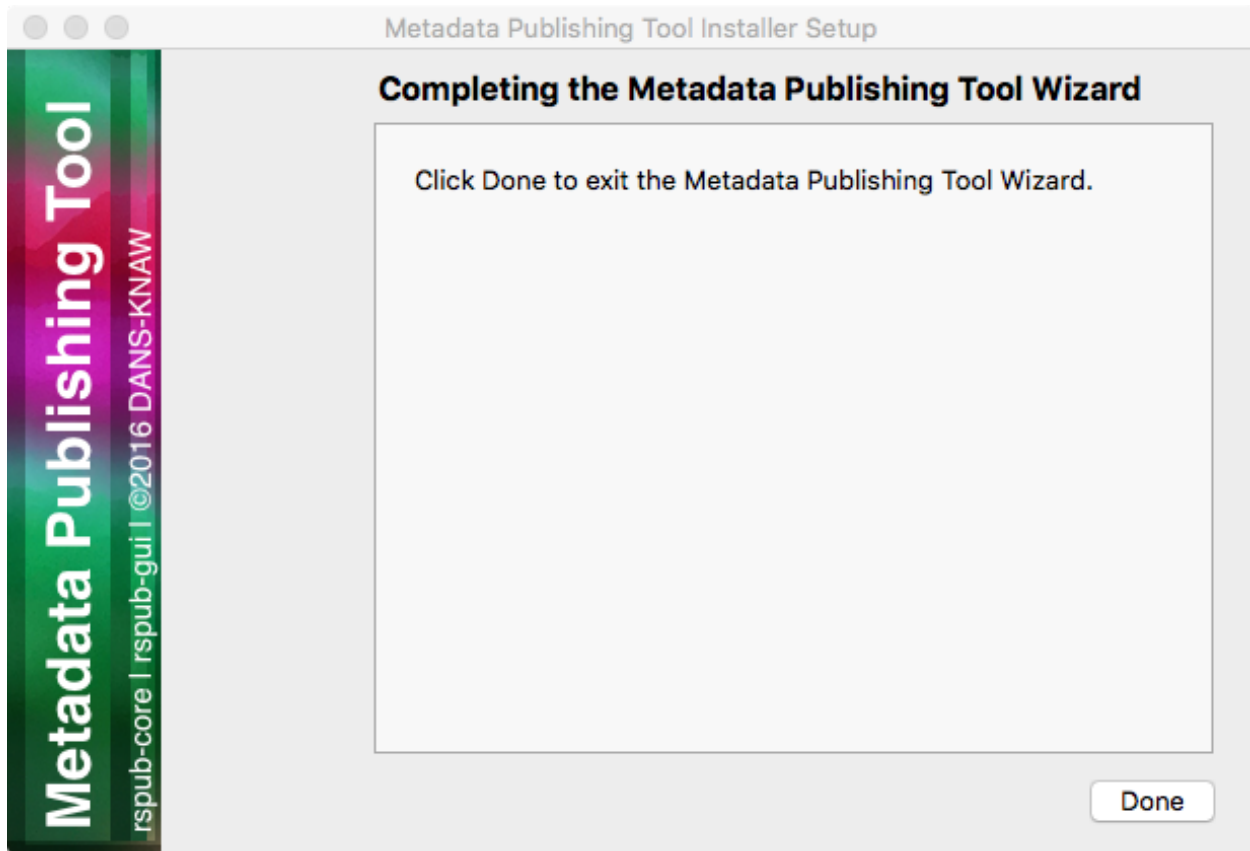 Metadata Publishing Tool Installer Setup
Metadata Publishing Tool
rspub-core | rspub-gui | ©2016 DANS-KNAW
Completing the Metadata Publishing Tool Wizard
Click Done to exit the Metadata Publishing Tool Wizard.
Done